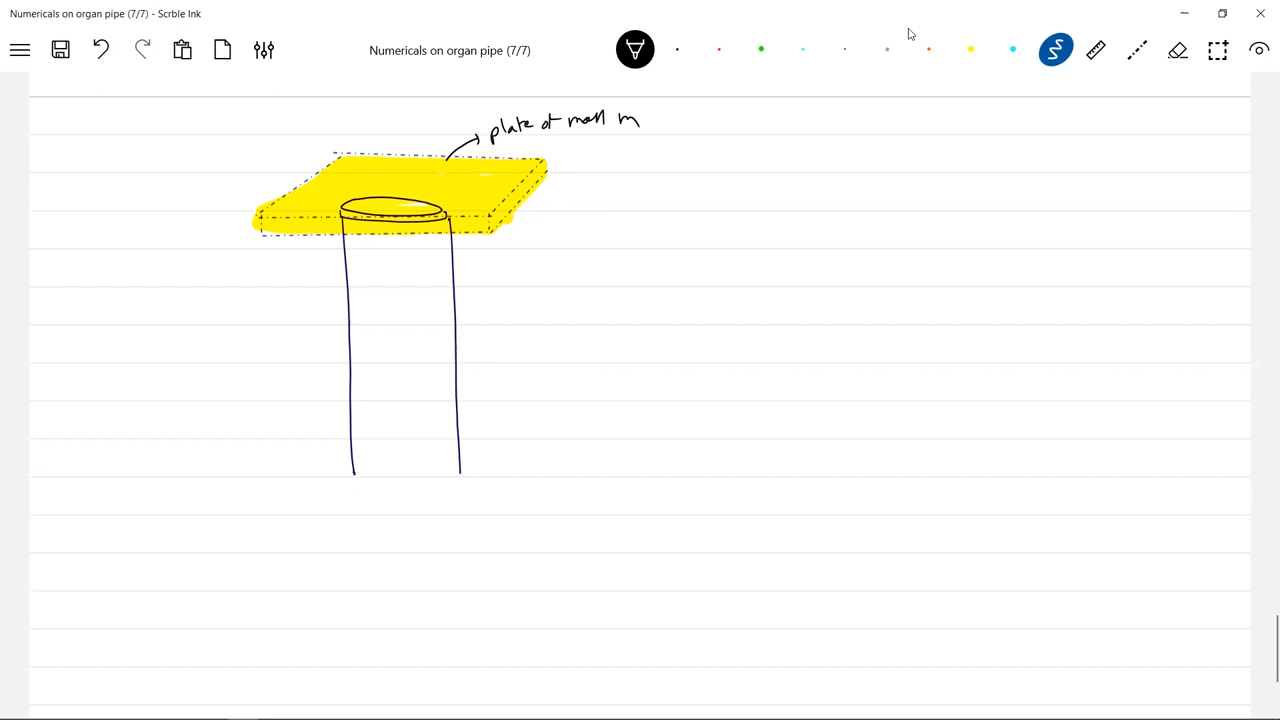 Numericals on organ pipe (7/7) - Scrble Ink
Numericals on organ pipe (7/7)
plate of mass m